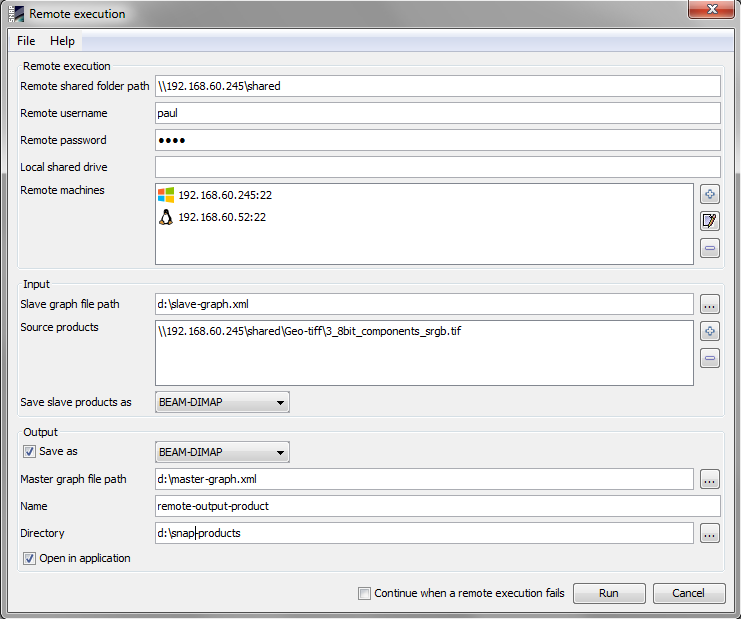 SNAP
Remote execution
File Help
Remote execution
Remote shared folder path \\192.168.60.245\shared
Remote username paul
Remote password ••••
Local shared drive
Remote machines 192.168.60.245:22
192.168.60.52:22
Input
Slave graph file path d:\slave-graph.xml ...
Source products \\192.168.60.245\shared\Geo-tiff\3_8bit_components_srgb.tif
Save slave products as BEAM-DIMAP
Output
Save as BEAM-DIMAP
Master graph file path d:\master-graph.xml ...
Name remote-output-product
Directory d:\snap-products ...
Open in application
Continue when a remote execution fails Run Cancel